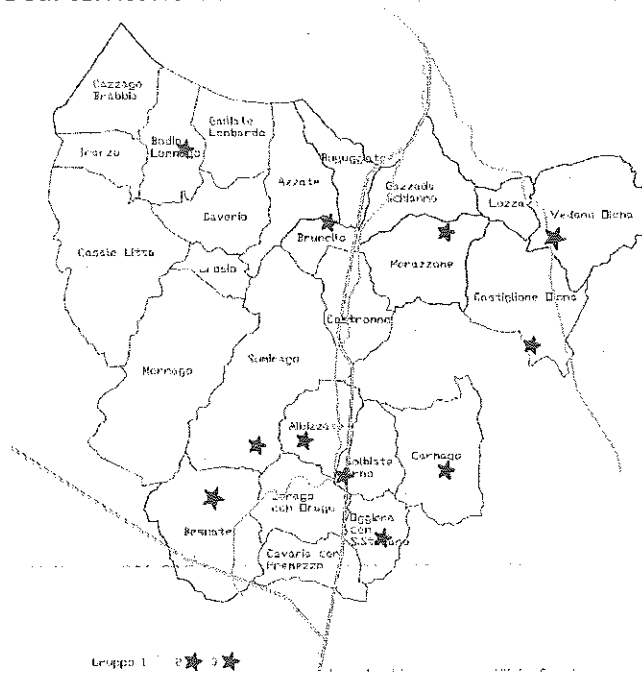 Cazzago
Brabbia
Galliate
Lombardo
Bodio
Lomnago
Azzate
Buguggiate
Gazzada
Schianno
Lozza
Vedano Olona
Daverio
Brunello
Morazzone
Castiglione Olona
Casale Litta
Crosio
Castronno
Mornago
Sumirago
Albizzate
Solbiate
Arno
Carnago
Jerago
con Orago
Besnate
Oggiona
con
S.Stefano
Cavaria con
Premezzo
Gruppo 1 2 3